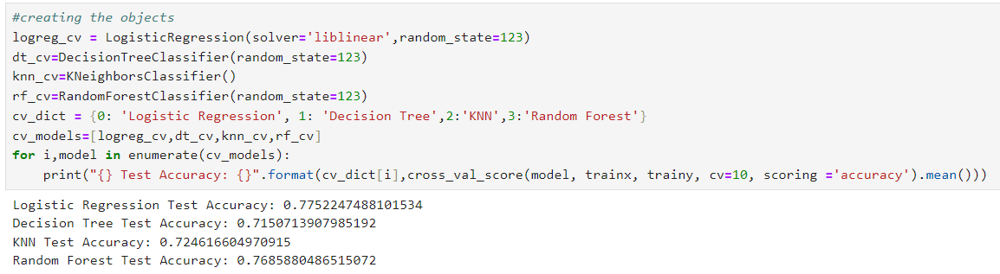 #creating the objects
logreg_cv = LogisticRegression(solver='liblinear',random_state=123)
dt_cv=DecisionTreeClassifier(random_state=123)
knn_cv=KNeighborsClassifier()
rf_cv=RandomForestClassifier(random_state=123)
cv_dict = {0: 'Logistic Regression', 1: 'Decision Tree',2:'KNN',3:'Random Forest'}
cv_models=[logreg_cv,dt_cv,knn_cv,rf_cv]
for i,model in enumerate(cv_models):
    print("{} Test Accuracy: {}".format(cv_dict[i],cross_val_score(model, trainx, trainy, cv=10, scoring ='accuracy').mean()))
Logistic Regression Test Accuracy: 0.7752247488101534
Decision Tree Test Accuracy: 0.7150713907985192
KNN Test Accuracy: 0.724616604970915
Random Forest Test Accuracy: 0.7685880486515072